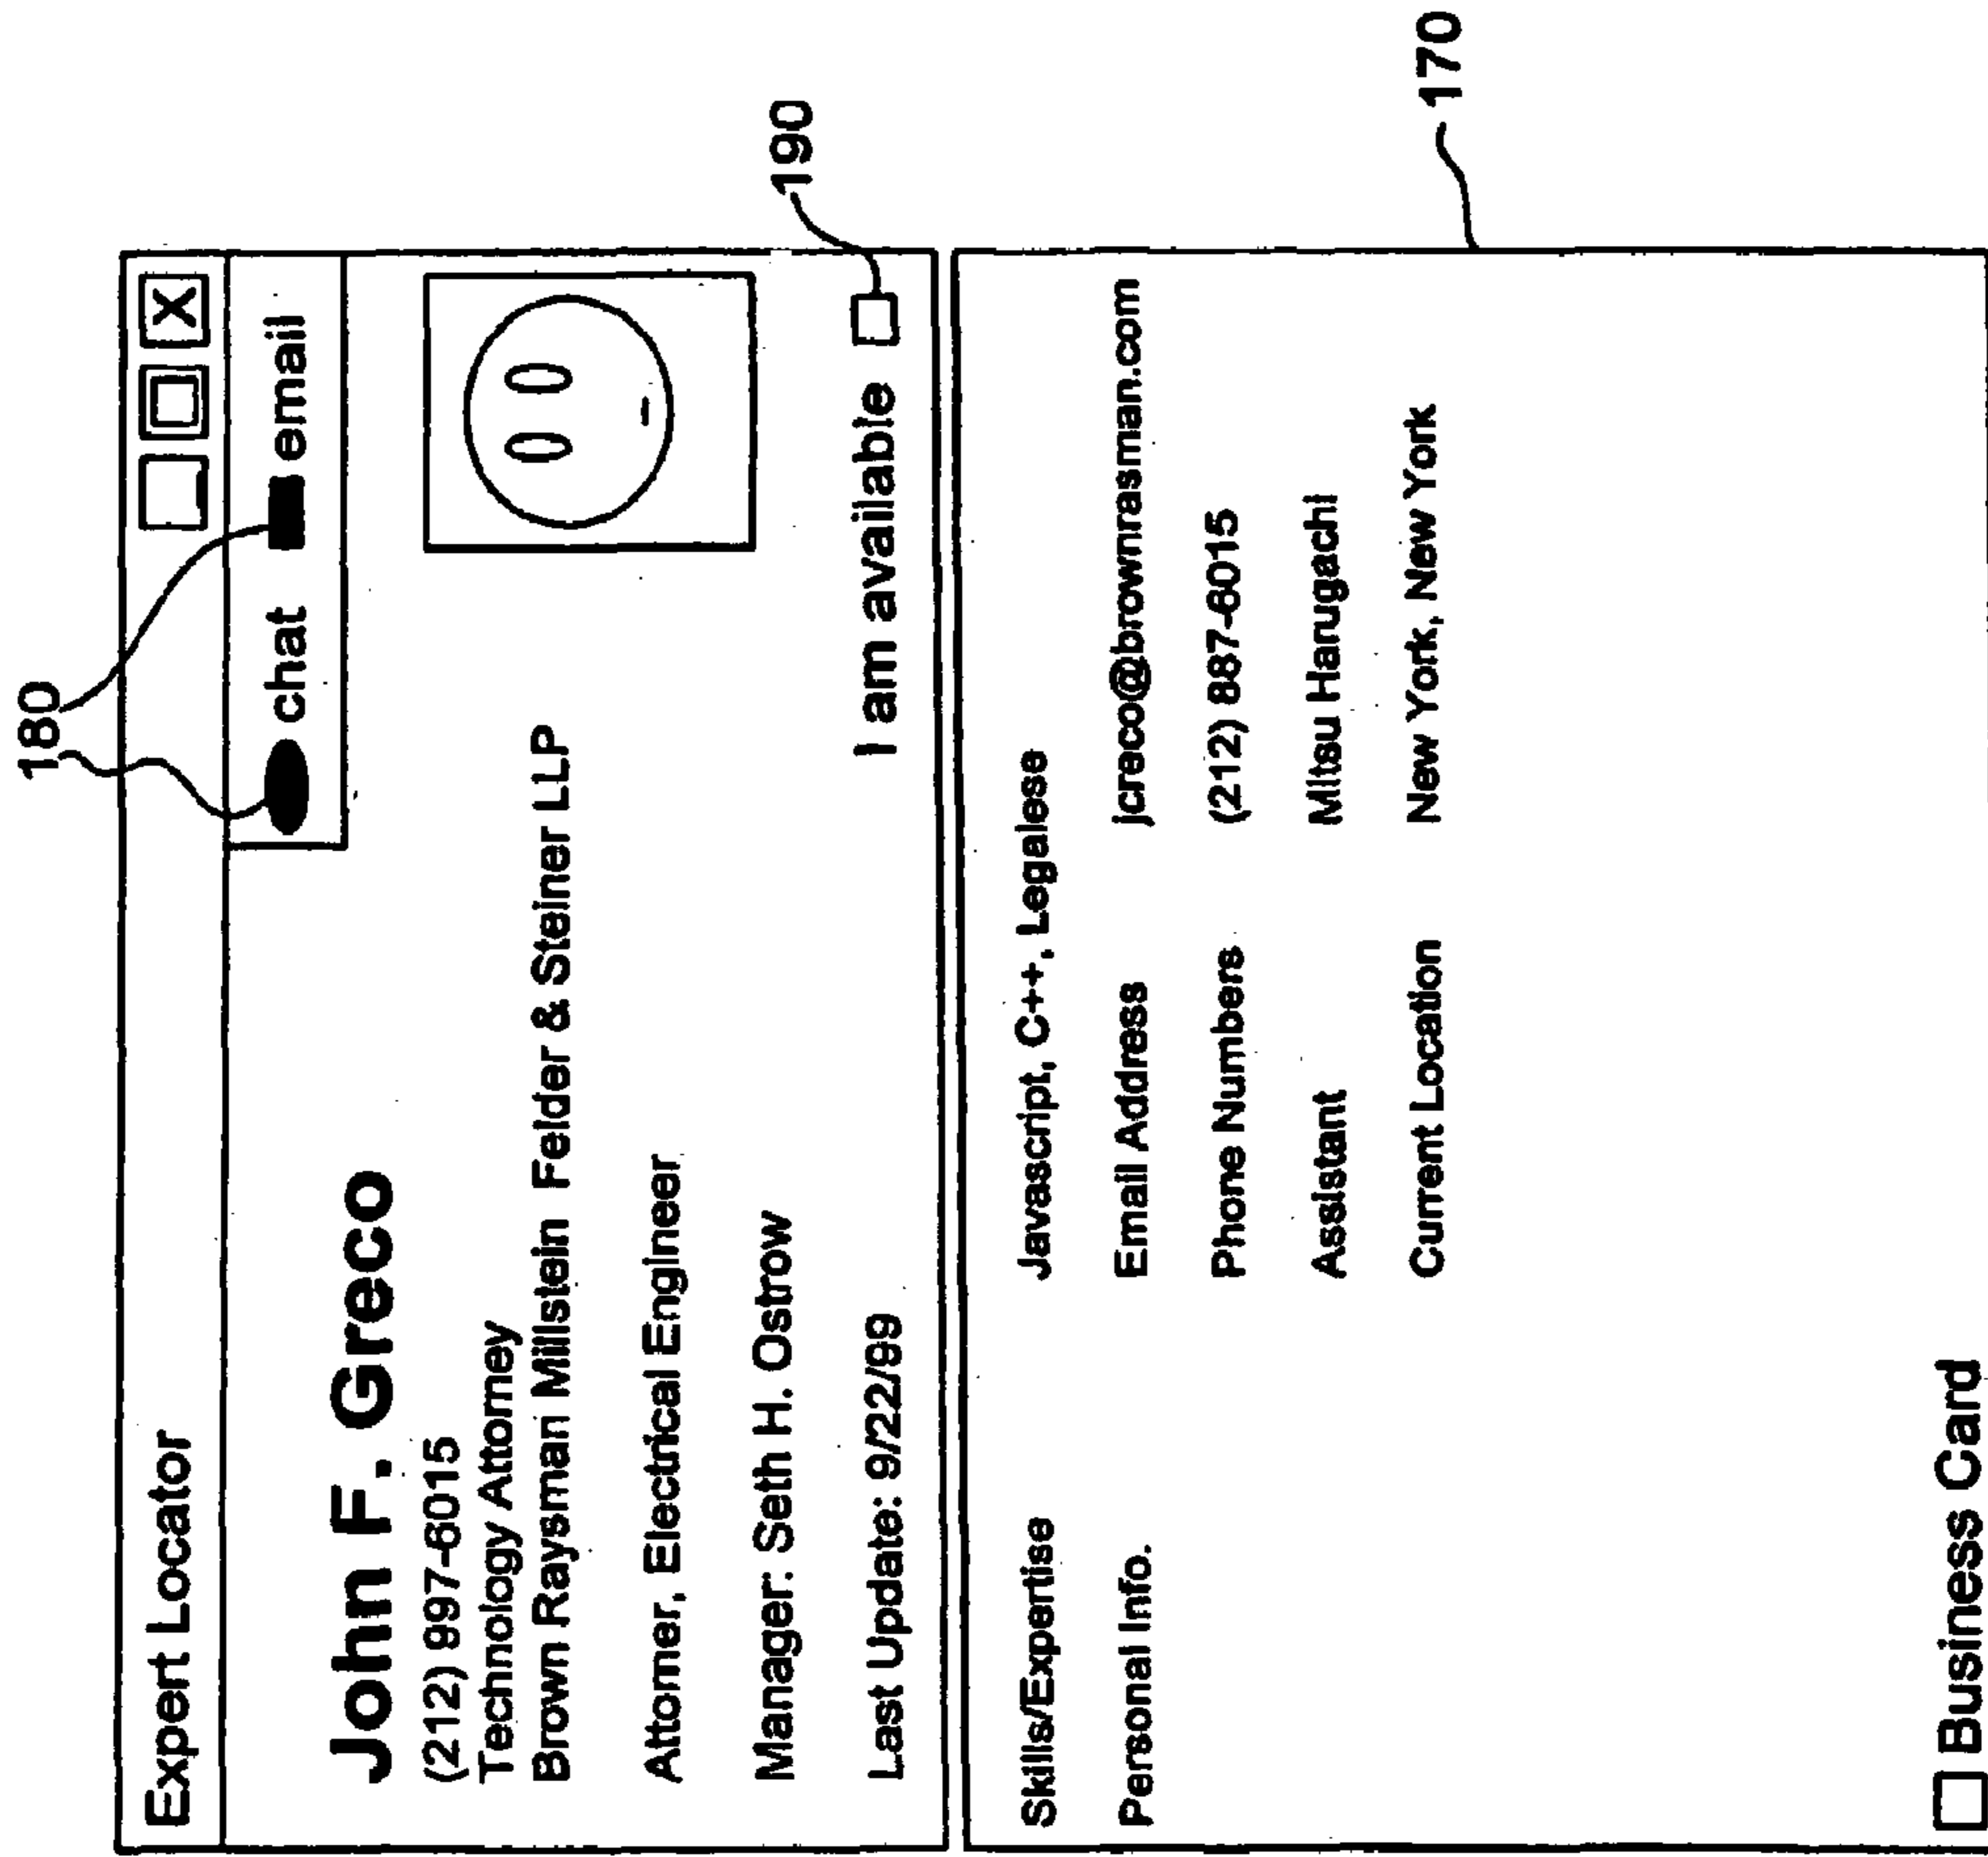 180
Expert Locator
X
chat email
John F. Greco
(212) 997-6015
Technology Attorney
Brown Raysman Millstein Felder & Steiner LLP
Attorner, Electrical Engineer
Manager: Seth H. Ostrow
Last Update: 9/22/99 I am available
190
Skills/Expertise Javascript, C++, Legalese
Personal Info. Email Address jcreco@brownrasman.com
Phone Numbers (212) 887-6015
Assistant Mitsu Harugachi
Current Location New York, New York
170
Business Card